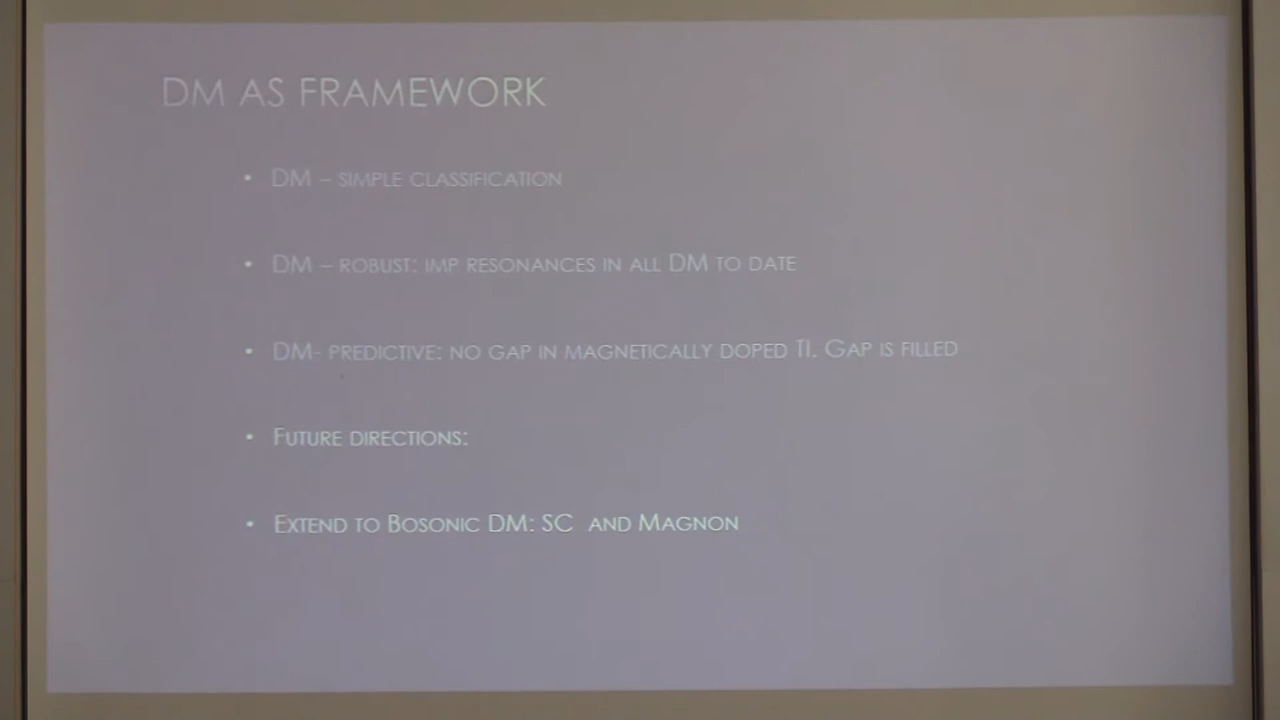 DM AS FRAMEWORK
• DM – SIMPLE CLASSIFICATION
• DM – ROBUST: IMP RESONANCES IN ALL DM TO DATE
• DM- PREDICTIVE: NO GAP IN MAGNETICALLY DOPED TI. GAP IS FILLED
• FUTURE DIRECTIONS:
• EXTEND TO BOSONIC DM: SC AND MAGNON